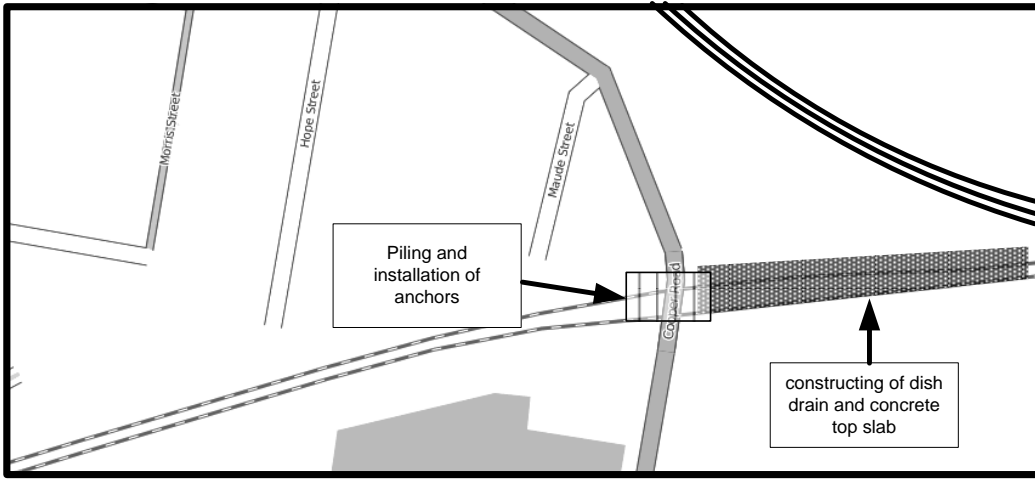 Morris Street
Hope Street
Maude Street
Piling and
installation of
anchors
Cooper Road
constructing of dish
drain and concrete
top slab